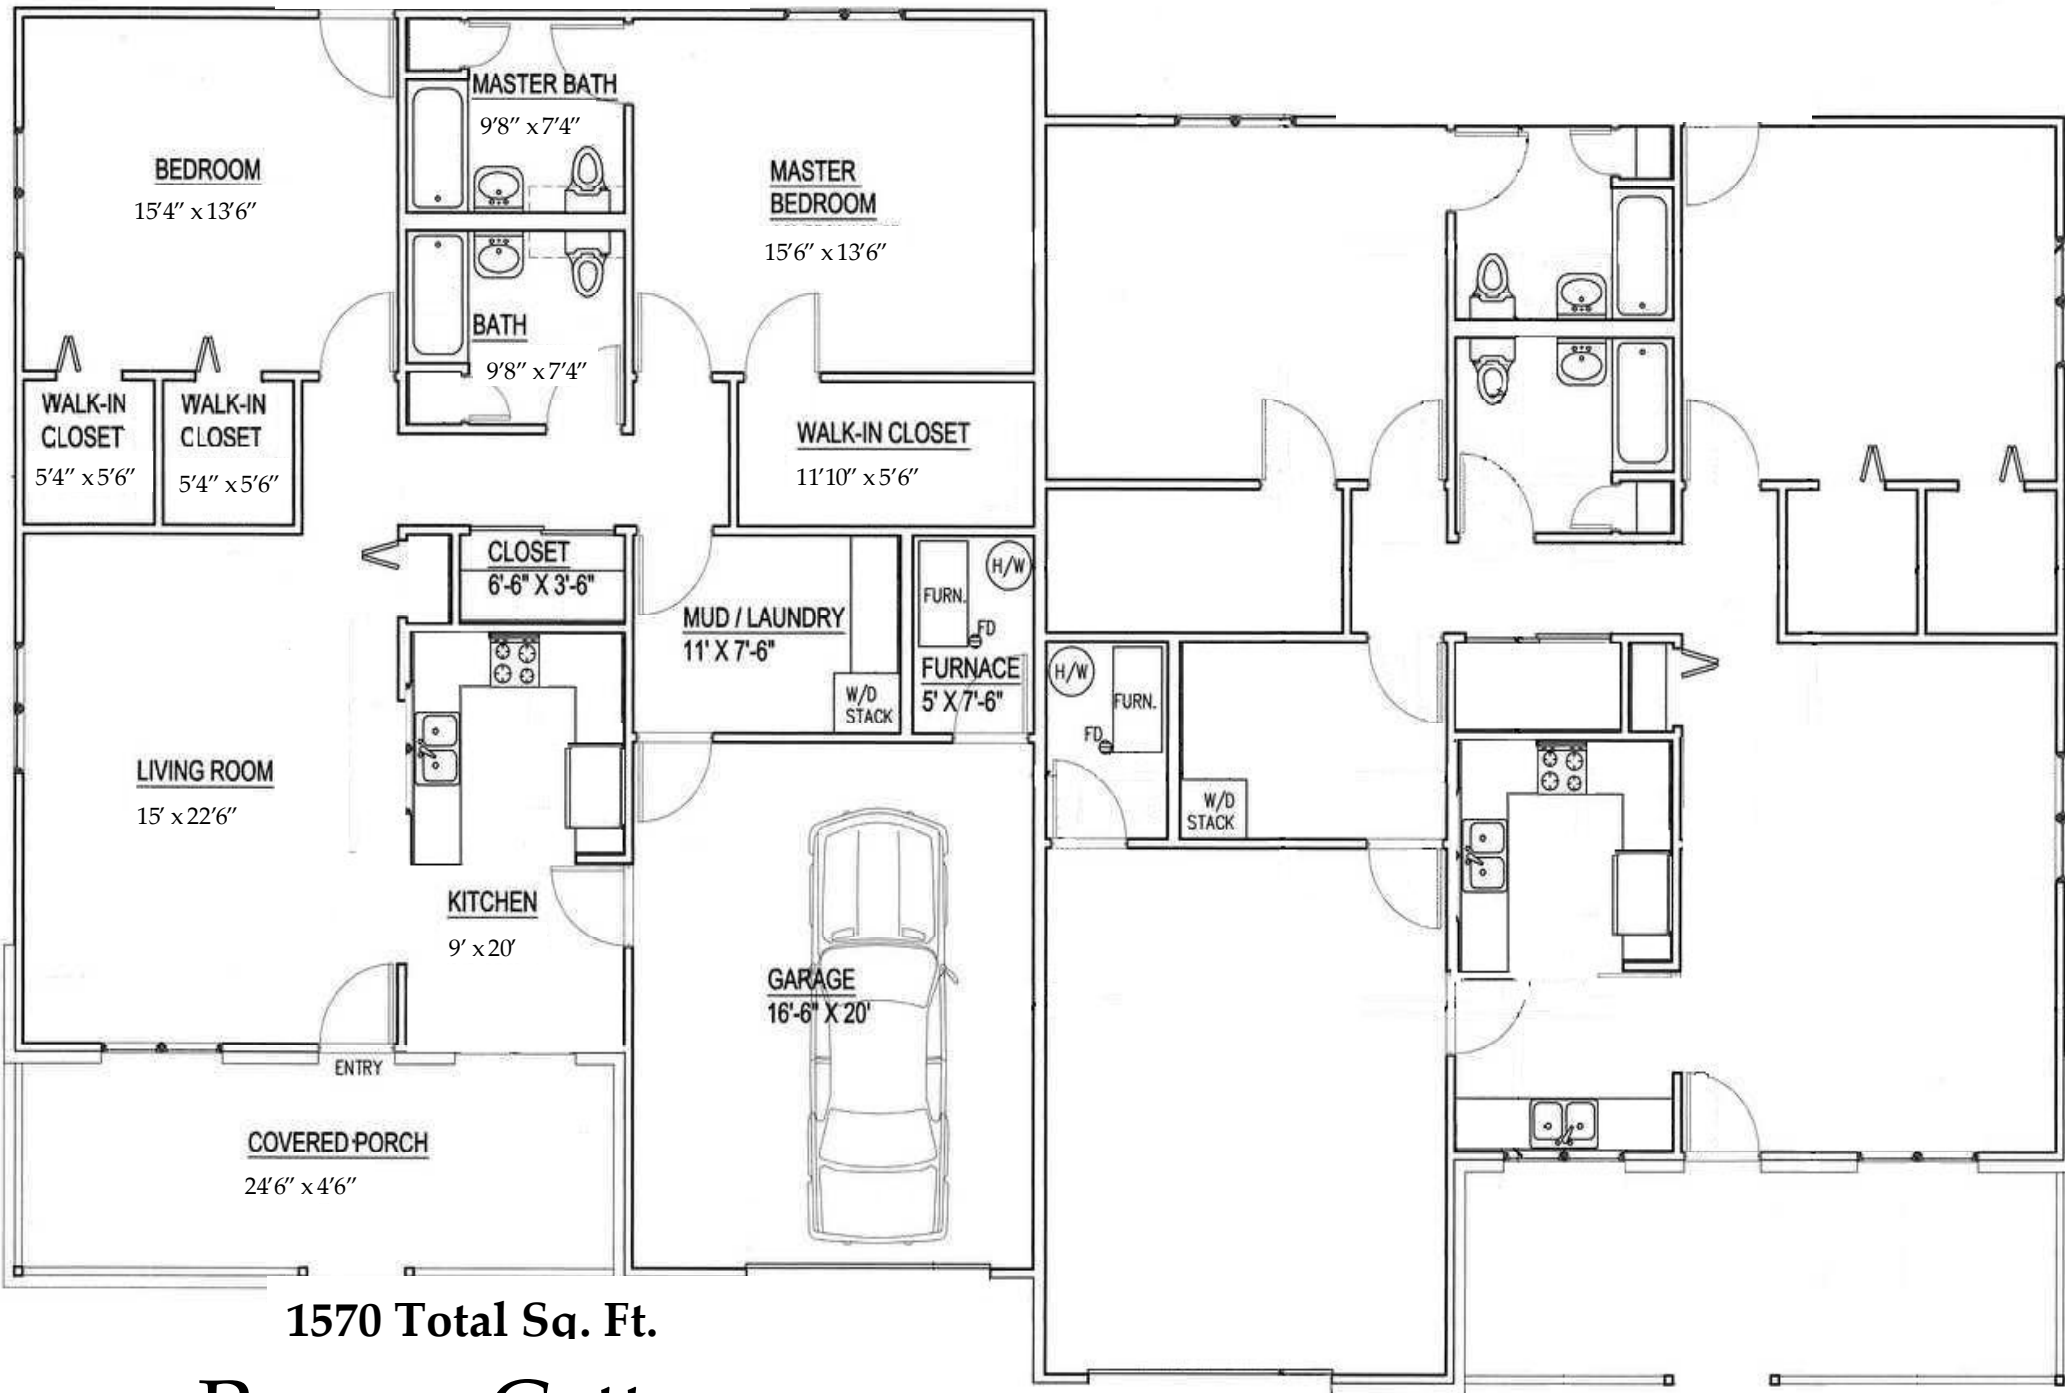 MASTER BATH
9'8" x 7'4"
BEDROOM
15'4" x 13'6"
MASTER
BEDROOM
15'6" x 13'6"
BATH
9'8" x 7'4"
WALK-IN
CLOSET
5'4" x 5'6"
WALK-IN
CLOSET
5'4" x 5'6"
WALK-IN CLOSET
11'10" x 5'6"
CLOSET
6'-6" X 3'-6"
MUD / LAUNDRY
11' X 7'-6"
W/D
STACK
FURN.
H/W
FD
FURNACE
5' X 7'-6"
H/W
FURN.
FD
W/D
STACK
LIVING ROOM
15' x 22'6"
KITCHEN
9' x 20'
GARAGE
16'-6" X 20'
ENTRY
COVERED PORCH
24'6" x 4'6"
1570 Total Sq. Ft.